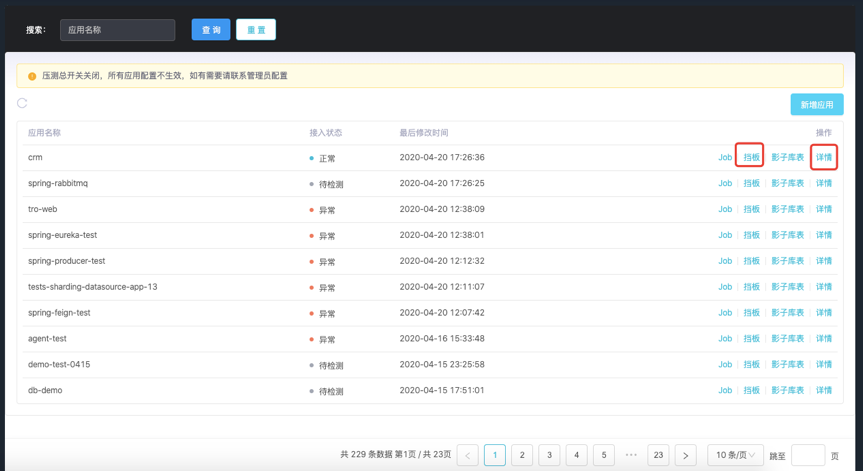 搜索: 应用名称 查 询 重 置
压测总开关关闭，所有应用配置不生效，如有需要请联系管理员配置
新增应用
应用名称 接入状态 最后修改时间 操作
crm 正常 2020-04-20 17:26:36 Job 挡板 影子库表 详情
spring-rabbitmq 待检测 2020-04-20 17:26:25 Job 挡板 影子库表 详情
tro-web 异常 2020-04-20 12:38:09 Job 挡板 影子库表 详情
spring-eureka-test 异常 2020-04-20 12:38:01 Job 挡板 影子库表 详情
spring-producer-test 异常 2020-04-20 12:12:32 Job 挡板 影子库表 详情
tests-sharding-datasource-app-13 异常 2020-04-20 12:11:07 Job 挡板 影子库表 详情
spring-feign-test 异常 2020-04-20 12:07:42 Job 挡板 影子库表 详情
agent-test 异常 2020-04-16 15:33:48 Job 挡板 影子库表 详情
demo-test-0415 待检测 2020-04-15 23:25:58 Job 挡板 影子库表 详情
db-demo 待检测 2020-04-15 17:51:01 Job 挡板 影子库表 详情
共 229 条数据 第1页 / 共 23页 < 1 2 3 4 5 ••• 23 > 10 条/页 跳至 页